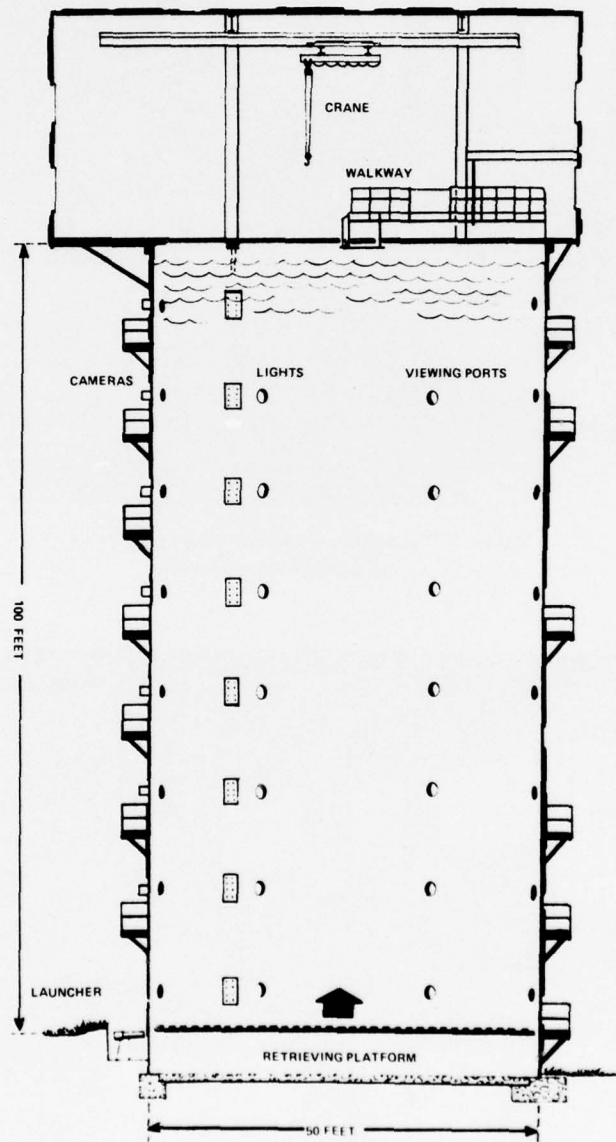 CRANE
WALKWAY
CAMERAS
LIGHTS
VIEWING PORTS
100 FEET
LAUNCHER
RETRIEVING PLATFORM
50 FEET